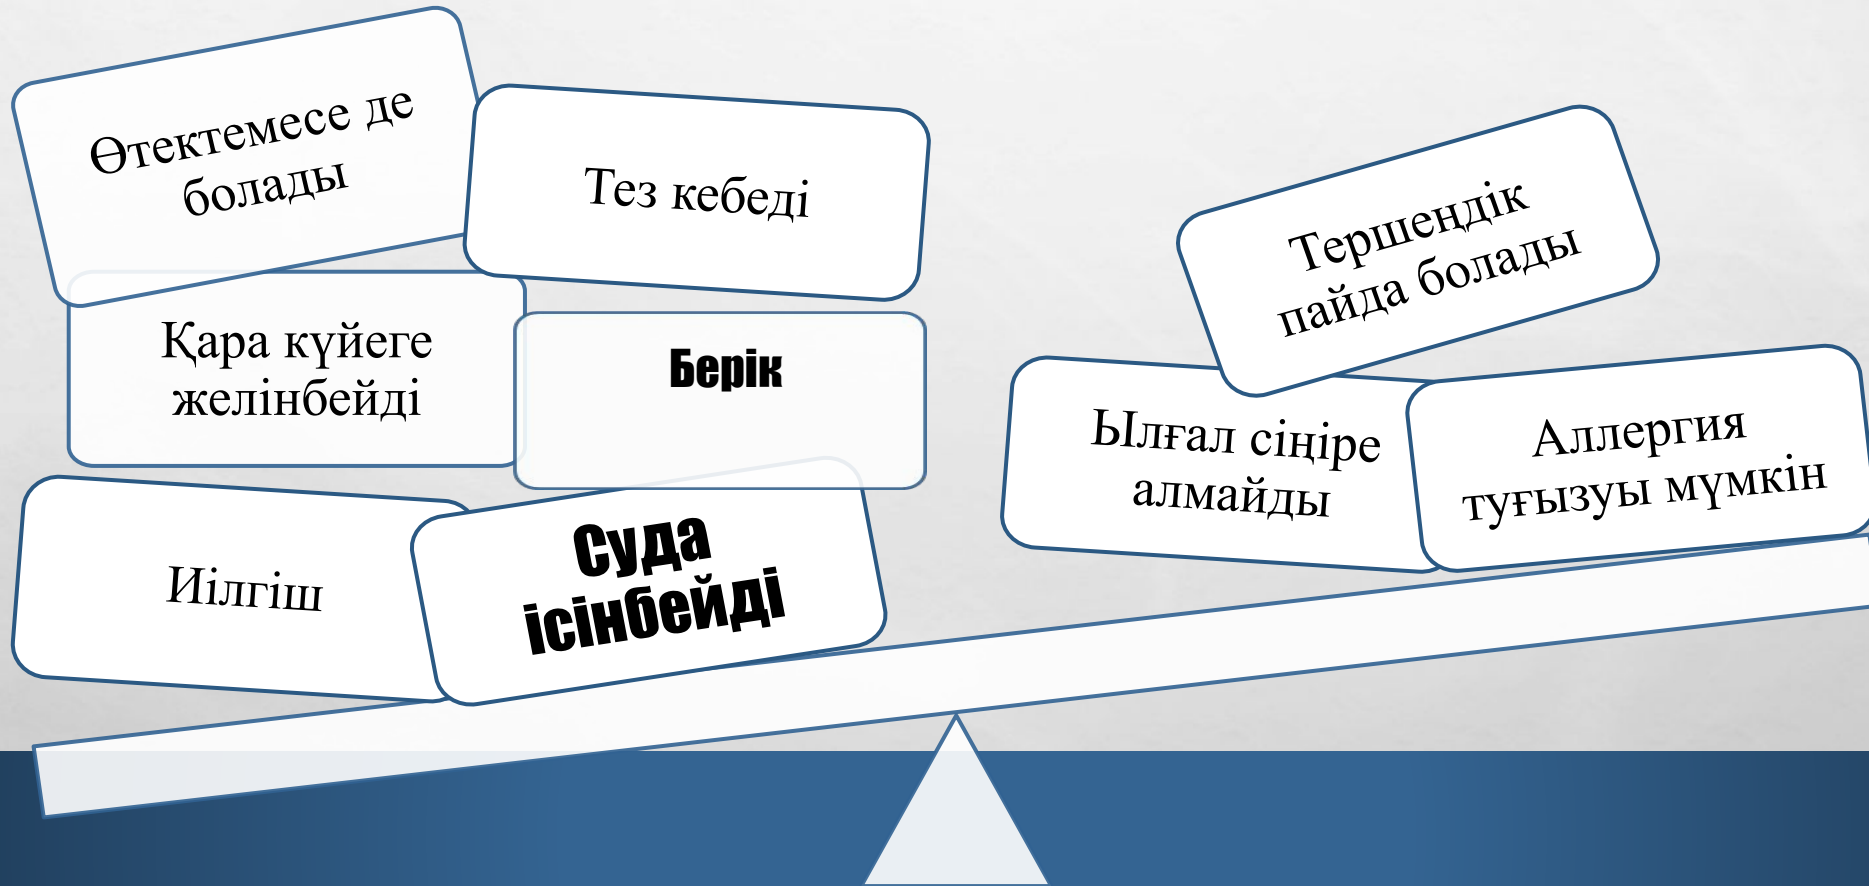 Өтектемесе де
болады
Тез кебеді
Қара күйеге
желінбейді
Берік
Иілгіш
Суда
ісінбейді
Тершеңдік
пайда болады
Ылғал сіңіре
алмайды
Аллергия
туғызуы мүмкін